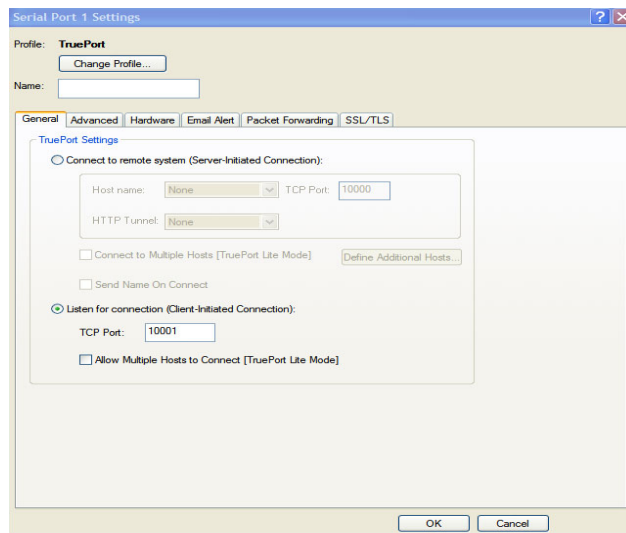 Serial Port 1 Settings
Profile: TruePort
Change Profile...
Name:
General Advanced Hardware Email Alert Packet Forwarding SSL/TLS
TruePort Settings
Connect to remote system (Server-Initiated Connection):
Host name: None TCP Port: 10000
HTTP Tunnel: None
Connect to Multiple Hosts [TruePort Lite Mode] Define Additional Hosts...
Send Name On Connect
Listen for connection (Client-Initiated Connection):
TCP Port: 10001
Allow Multiple Hosts to Connect [TruePort Lite Mode]
OK Cancel